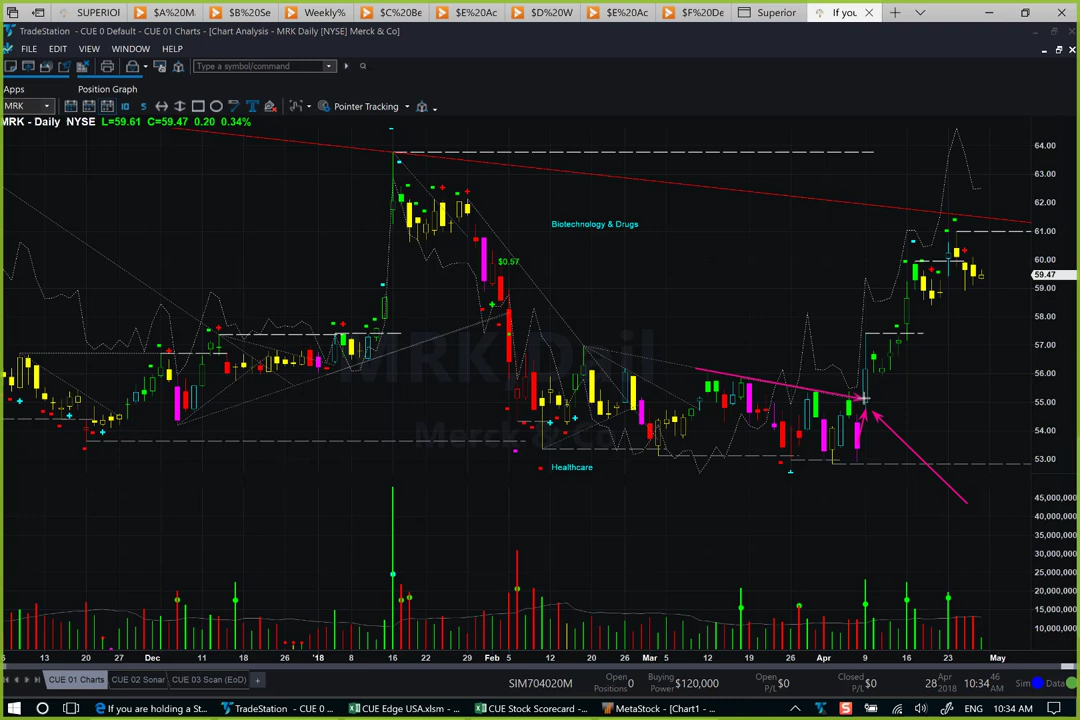 SUPERIOI
$A%20M
$B%20Se
Weekly%
$C%20Be
$E%20Ac
$D%20W
$E%20Ac
$F%20De
Superior
If you
TradeStation - CUE 0 Default - CUE 01 Charts - [Chart Analysis - MRK Daily [NYSE] Merck & Co]
FILE EDIT VIEW WINDOW HELP
Type a symbol/command
Apps Position Graph
MRK
Pointer Tracking
MRK - Daily NYSE L=59.61 C=59.47 0.20 0.34%
64.00
63.00
62.00
Biotechnology & Drugs
61.00
$0.57
60.00
59.47
59.00
58.00
57.00
MRK Dail
56.00
55.00
Merck & Co
54.00
53.00
Healthcare
45,000,000
40,000,000
35,000,000
30,000,000
25,000,000
20,000,000
15,000,000
10,000,000
13 20 27 Dec 11 18 26 '18 8 16 22 29 Feb 5 12 20 26 Mar 5 12 19 26 Apr 9 16 23 May
CUE 01 Charts CUE 02 Sonar CUE 03 Scan (EoD) +
SIM704020M
Open Positions 0
Buying Power $120,000
Open P/L $0
Closed P/L $0
28 Apr 2018
10:34 46 AM
Sim Data
If you are holding a St... TradeStation - CUE 0 ... CUE Edge USA.xlsm - ... CUE Stock Scorecard -... MetaStock - [Chart1 - ... ENG 10:34 AM